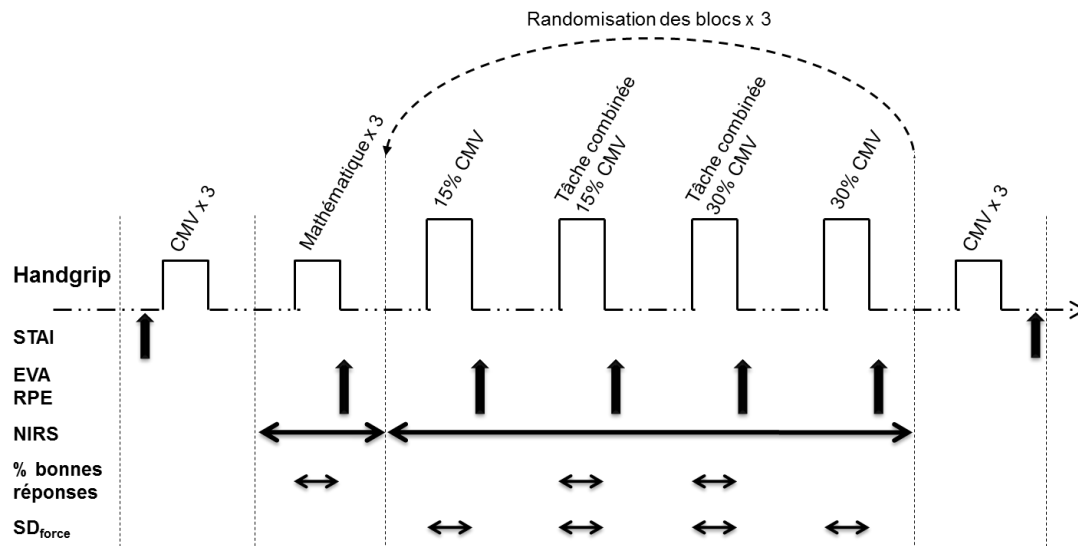 Randomisation des blocs x 3
CMV x 3
Mathématique x 3
15% CMV
Tâche combinée
15% CMV
Tâche combinée
30% CMV
30% CMV
CMV x 3
Handgrip
STAI
EVA
RPE
NIRS
% bonnes
réponses
SDforce